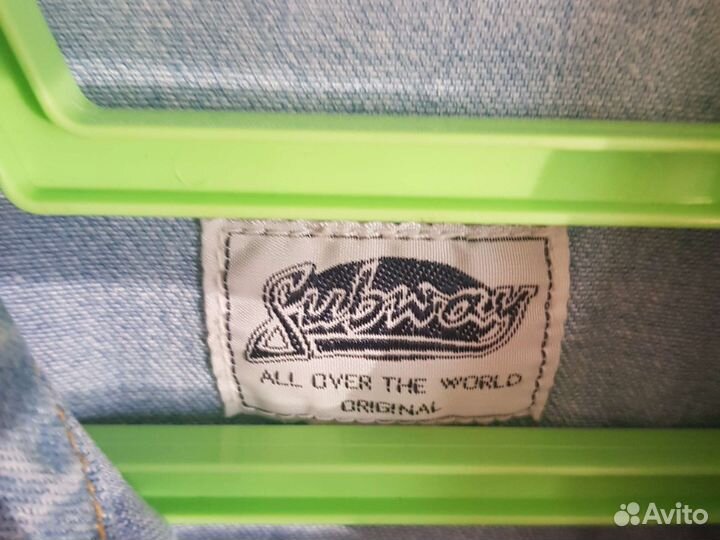 Subway
ALL OVER THE WORLD
ORIGINAL
Avito